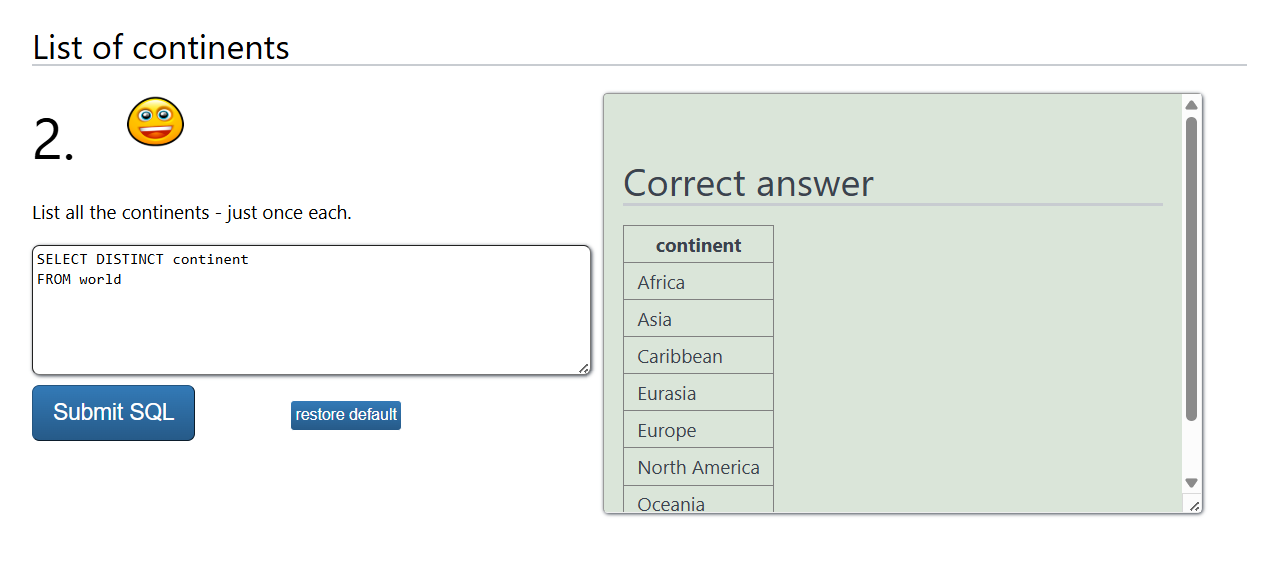 List of continents
2.
List all the continents - just once each.
SELECT DISTINCT continent
FROM world
Submit SQL
restore default
Correct answer
continent
Africa
Asia
Caribbean
Eurasia
Europe
North America
Oceania